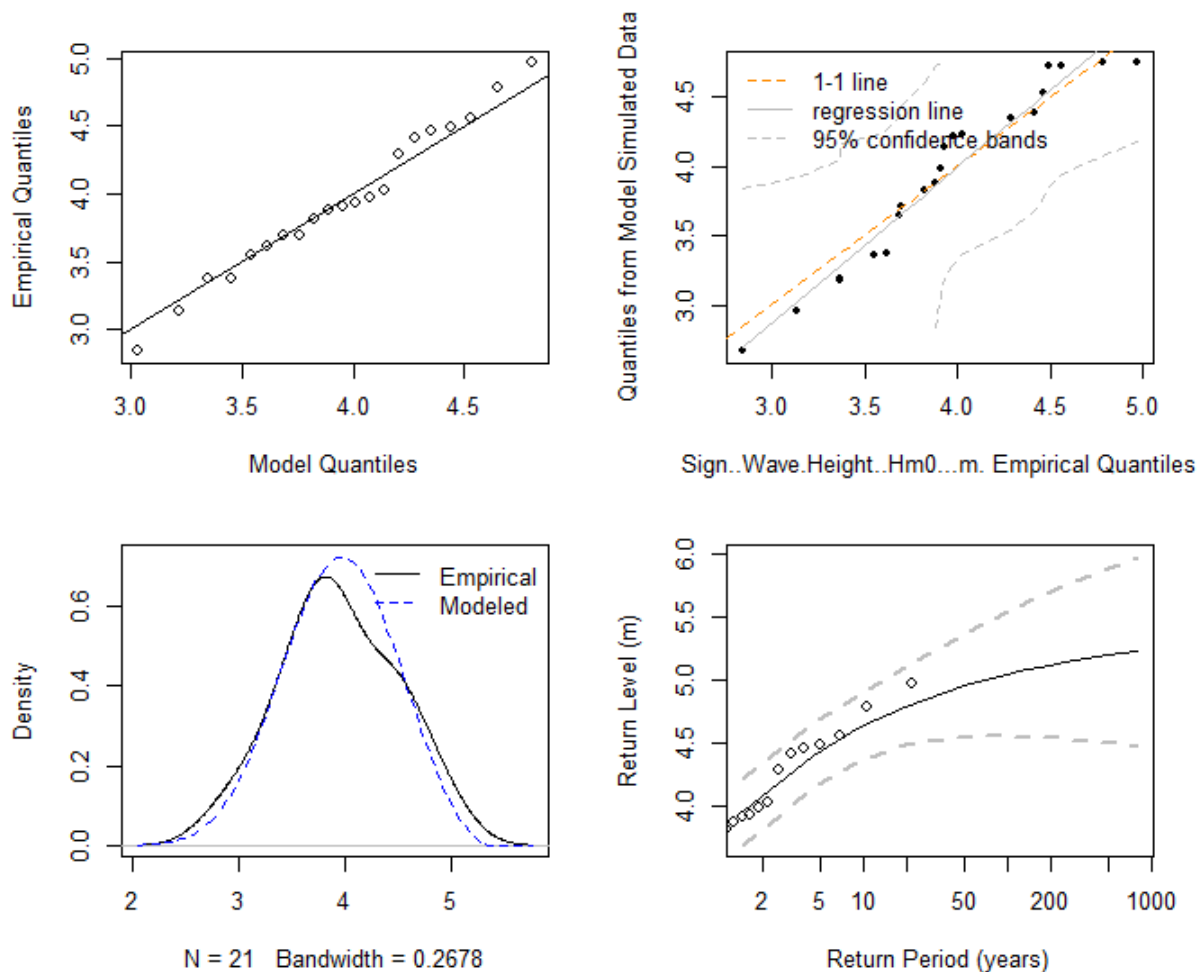 Empirical Quantiles
5.0
4.5
4.0
3.5
3.0
3.0 3.5 4.0 4.5
Model Quantiles
Quantiles from Model Simulated Data
4.5
4.0
3.5
3.0
1-1 line
regression line
95% confidence bands
3.0 3.5 4.0 4.5 5.0
Sign..Wave.Height..Hm0...m. Empirical Quantiles
Density
0.6
0.4
0.2
0.0
Empirical
Modeled
2 3 4 5
N = 21 Bandwidth = 0.2678
Return Level (m)
6.0
5.5
5.0
4.5
4.0
2 5 10 50 200 1000
Return Period (years)